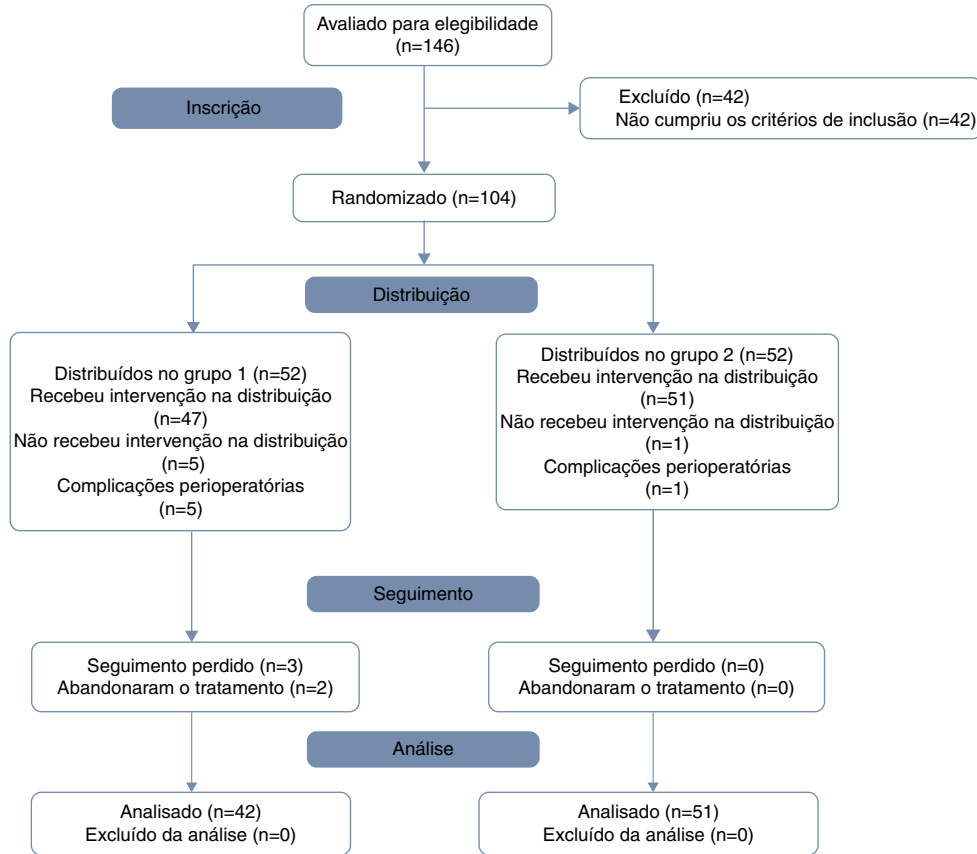 Avaliado para elegibilidade
(n=146)
Inscrição
Excluído (n=42)
Não cumpriu os critérios de inclusão (n=42)
Randomizado (n=104)
Distribuição
Distribuídos no grupo 1 (n=52)
Recebeu intervenção na distribuição
(n=47)
Não recebeu intervenção na distribuição
(n=5)
Complicações perioperatórias
(n=5)
Distribuídos no grupo 2 (n=52)
Recebeu intervenção na distribuição
(n=51)
Não recebeu intervenção na distribuição
(n=1)
Complicações perioperatórias
(n=1)
Seguimento
Seguimento perdido (n=3)
Abandonaram o tratamento (n=2)
Seguimento perdido (n=0)
Abandonaram o tratamento (n=0)
Análise
Analisado (n=42)
Excluído da análise (n=0)
Analisado (n=51)
Excluído da análise (n=0)